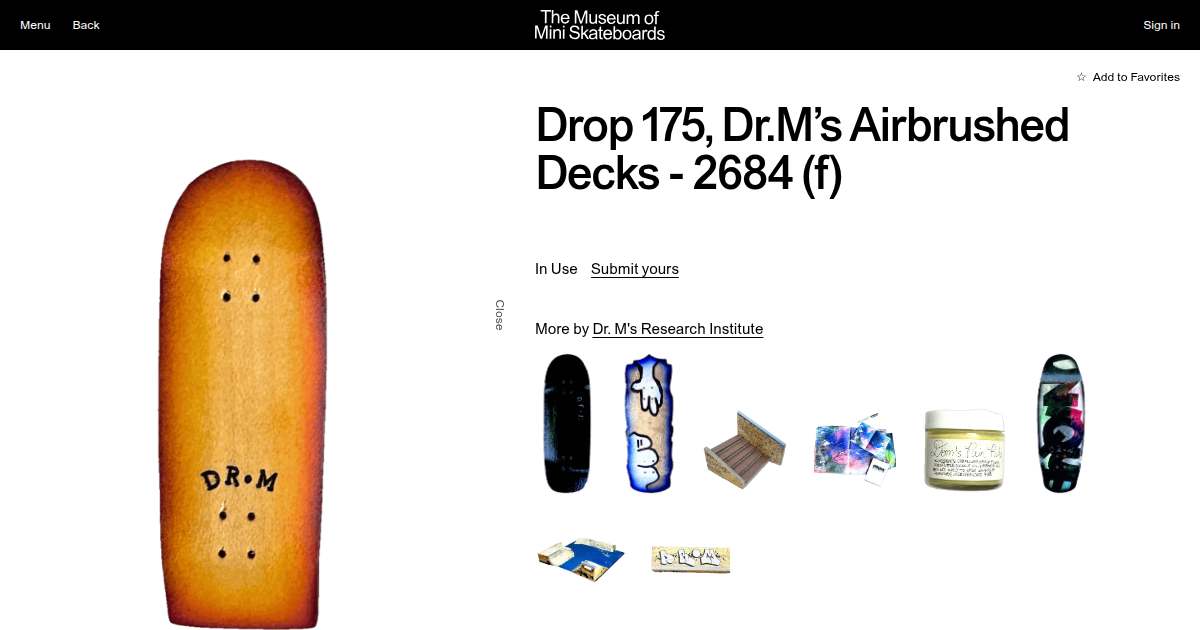 Menu
Back
The Museum of
Mini Skateboards
Sign in
☆ Add to Favorites
Drop 175, Dr.M’s Airbrushed
Decks - 2684 (f)
In Use
Submit yours
Close
More by Dr. M's Research Institute
DR•M